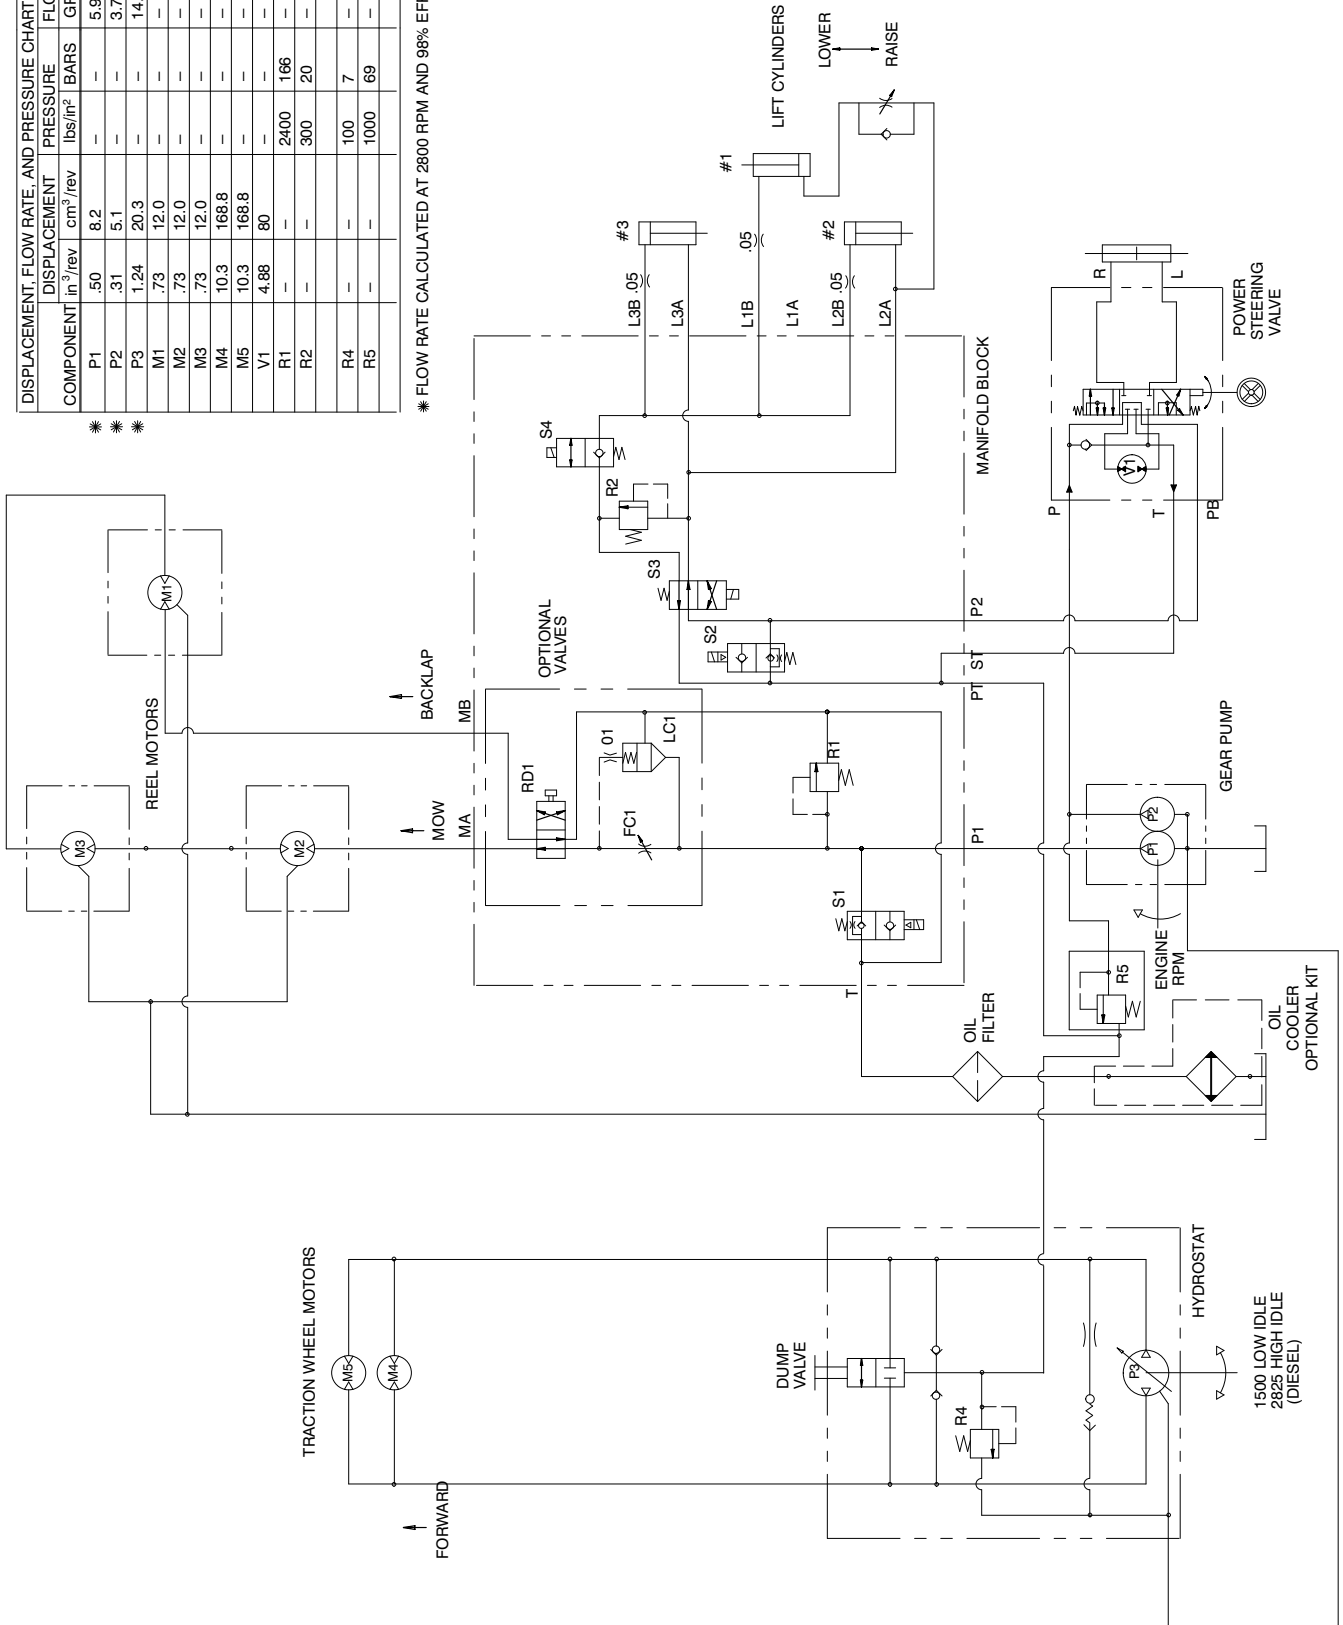 DISPLACEMENT, FLOW RATE, AND PRESSURE CHART
DISPLACEMENT PRESSURE
COMPONENT in³/rev cm³/rev lbs/in² BARS
✳ P1 .50 8.2 – –
✳ P2 .31 5.1 – –
✳ P3 1.24 20.3 – –
M1 .73 12.0 – – –
M2 .73 12.0 – – –
M3 .73 12.0 – – –
M4 10.3 168.8 – – –
M5 10.3 168.8 – – –
V1 4.88 80 – – –
R1 – – 2400 166 –
R2 – – 300 20 –
R4 – – 100 7 –
R5 – – 1000 69 –
✳ FLOW RATE CALCULATED AT 2800 RPM AND 98%
REEL MOTORS
M1
M3
M2
MOW
BACKLAP
MA
MB
OPTIONAL
VALVES
RD1
01
LC1
FC1
R1
S1
S2
S3
S4
R2
MANIFOLD BLOCK
P1
PT
ST
P2
T
L3B
.05
L3A
L1B
.05
L1A
L2B
.05
L2A
#3
#1
#2
LIFT CYLINDERS
LOWER
RAISE
P
T
PB
V1
R
L
POWER
STEERING
VALVE
P1
P2
GEAR PUMP
ENGINE
RPM
R5
OIL
FILTER
OIL
COOLER
OPTIONAL KIT
TRACTION WHEEL MOTORS
M5
M4
FORWARD
DUMP
VALVE
R4
P3
HYDROSTAT
1500 LOW IDLE
2825 HIGH IDLE
(DIESEL)